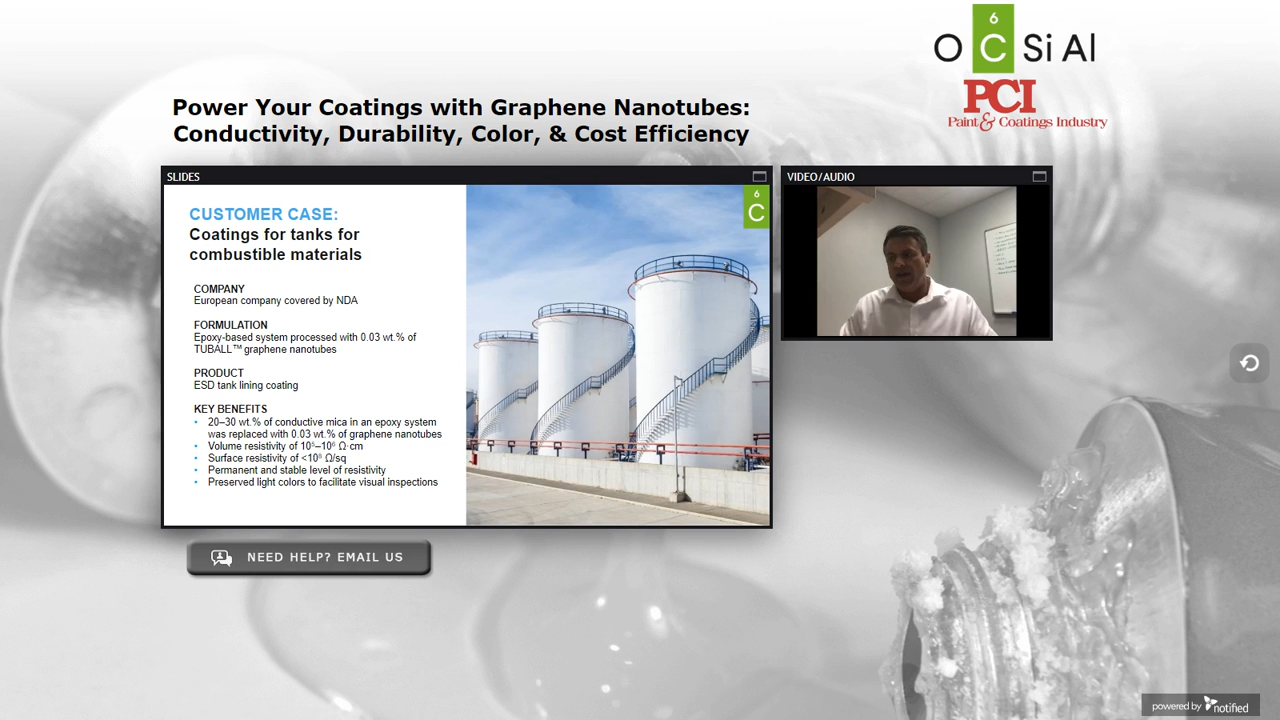 6
O C Si Al
PCI
Paint & Coatings Industry
Power Your Coatings with Graphene Nanotubes:
Conductivity, Durability, Color, & Cost Efficiency
SLIDES
VIDEO/AUDIO
6
C
CUSTOMER CASE:
Coatings for tanks for
combustible materials
COMPANY
European company covered by NDA
FORMULATION
Epoxy-based system processed with 0.03 wt.% of
TUBALL™ graphene nanotubes
PRODUCT
ESD tank lining coating
KEY BENEFITS
• 20–30 wt.% of conductive mica in an epoxy system
was replaced with 0.03 wt.% of graphene nanotubes
• Volume resistivity of 10⁵–10⁶ Ω·cm
• Surface resistivity of <10⁸ Ω/sq
• Permanent and stable level of resistivity
• Preserved light colors to facilitate visual inspections
NEED HELP? EMAIL US
powered by notified